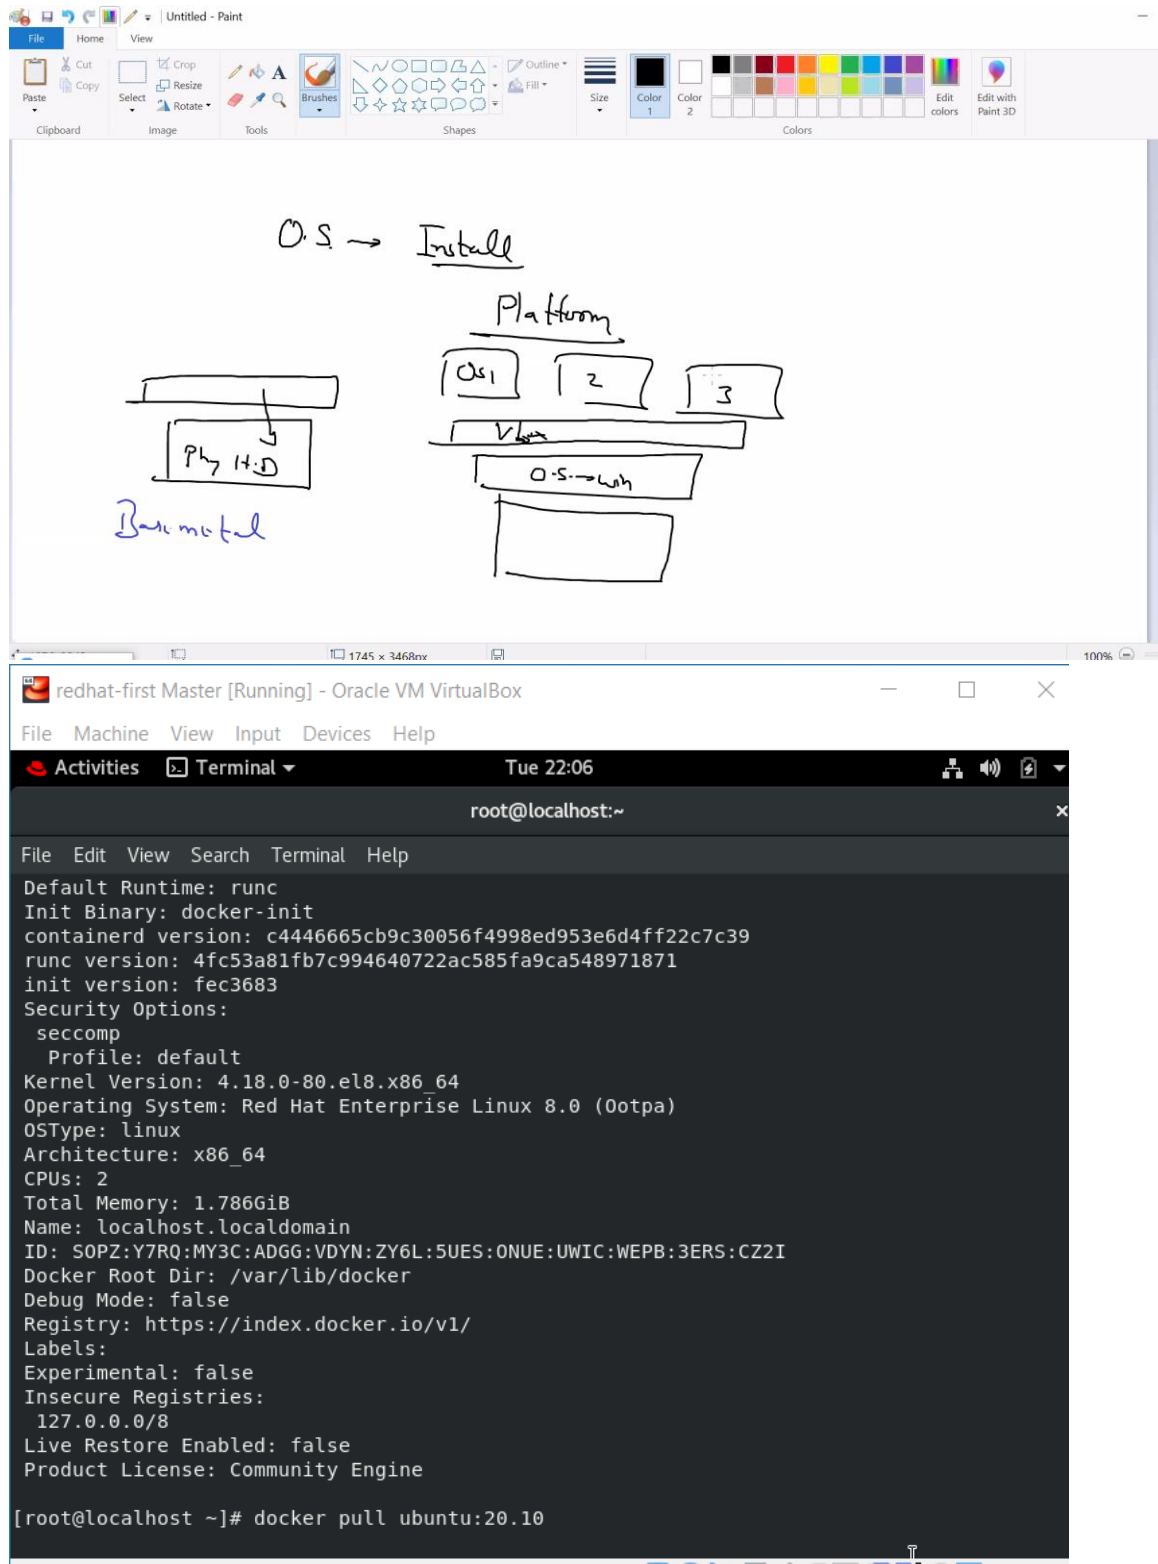 Untitled - Paint
File Home View
Cut
Copy
Paste
Clipboard
Crop
Resize
Rotate
Select
Image
A
Tools
Brushes
Outline
Fill
Shapes
Size
Color 1
Color 2
Edit colors
Colors
Edit with Paint 3D
O.S. → Install
Platform
OS1 2 3
Vbox
Phy H.D
O.S. → win
Baremetal
1745 × 3468px
100%
redhat-first Master [Running] - Oracle VM VirtualBox
File Machine View Input Devices Help
Activities Terminal Tue 22:06
root@localhost:~
File Edit View Search Terminal Help
Default Runtime: runc
Init Binary: docker-init
containerd version: c4446665cb9c30056f4998ed953e6d4ff22c7c39
runc version: 4fc53a81fb7c994640722ac585fa9ca548971871
init version: fec3683
Security Options:
seccomp
Profile: default
Kernel Version: 4.18.0-80.el8.x86_64
Operating System: Red Hat Enterprise Linux 8.0 (Ootpa)
OSType: linux
Architecture: x86_64
CPUs: 2
Total Memory: 1.786GiB
Name: localhost.localdomain
ID: SOPZ:Y7RQ:MY3C:ADGG:VDYN:ZY6L:5UES:ONUE:UWIC:WEPB:3ERS:CZ2I
Docker Root Dir: /var/lib/docker
Debug Mode: false
Registry: https://index.docker.io/v1/
Labels:
Experimental: false
Insecure Registries:
127.0.0.0/8
Live Restore Enabled: false
Product License: Community Engine
[root@localhost ~]# docker pull ubuntu:20.10